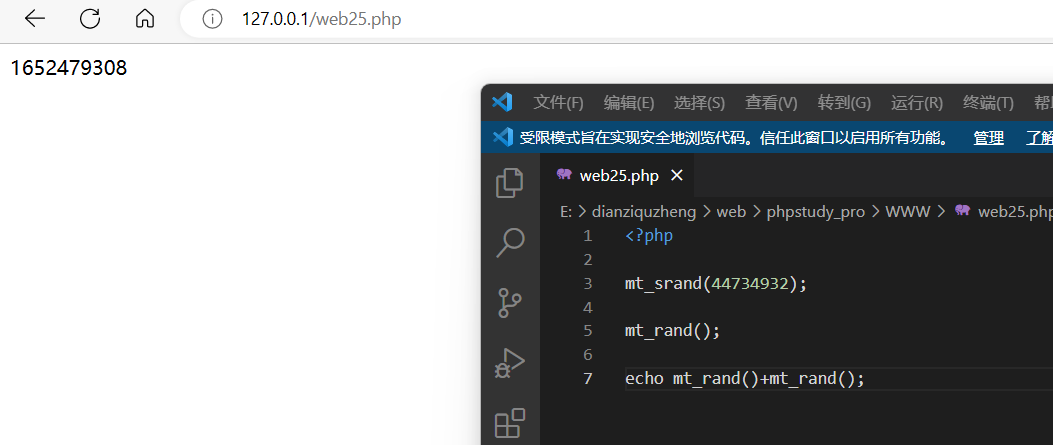 127.0.0.1/web25.php
1652479308
文件(F) 编辑(E) 选择(S) 查看(V) 转到(G) 运行(R) 终端(T) 帮
受限模式旨在实现安全地浏览代码。信任此窗口以启用所有功能。 管理 了解
web25.php
E: > dianziquzheng > web > phpstudy_pro > WWW > web25.php
1 <?php
2
3 mt_srand(44734932);
4
5 mt_rand();
6
7 echo mt_rand()+mt_rand();